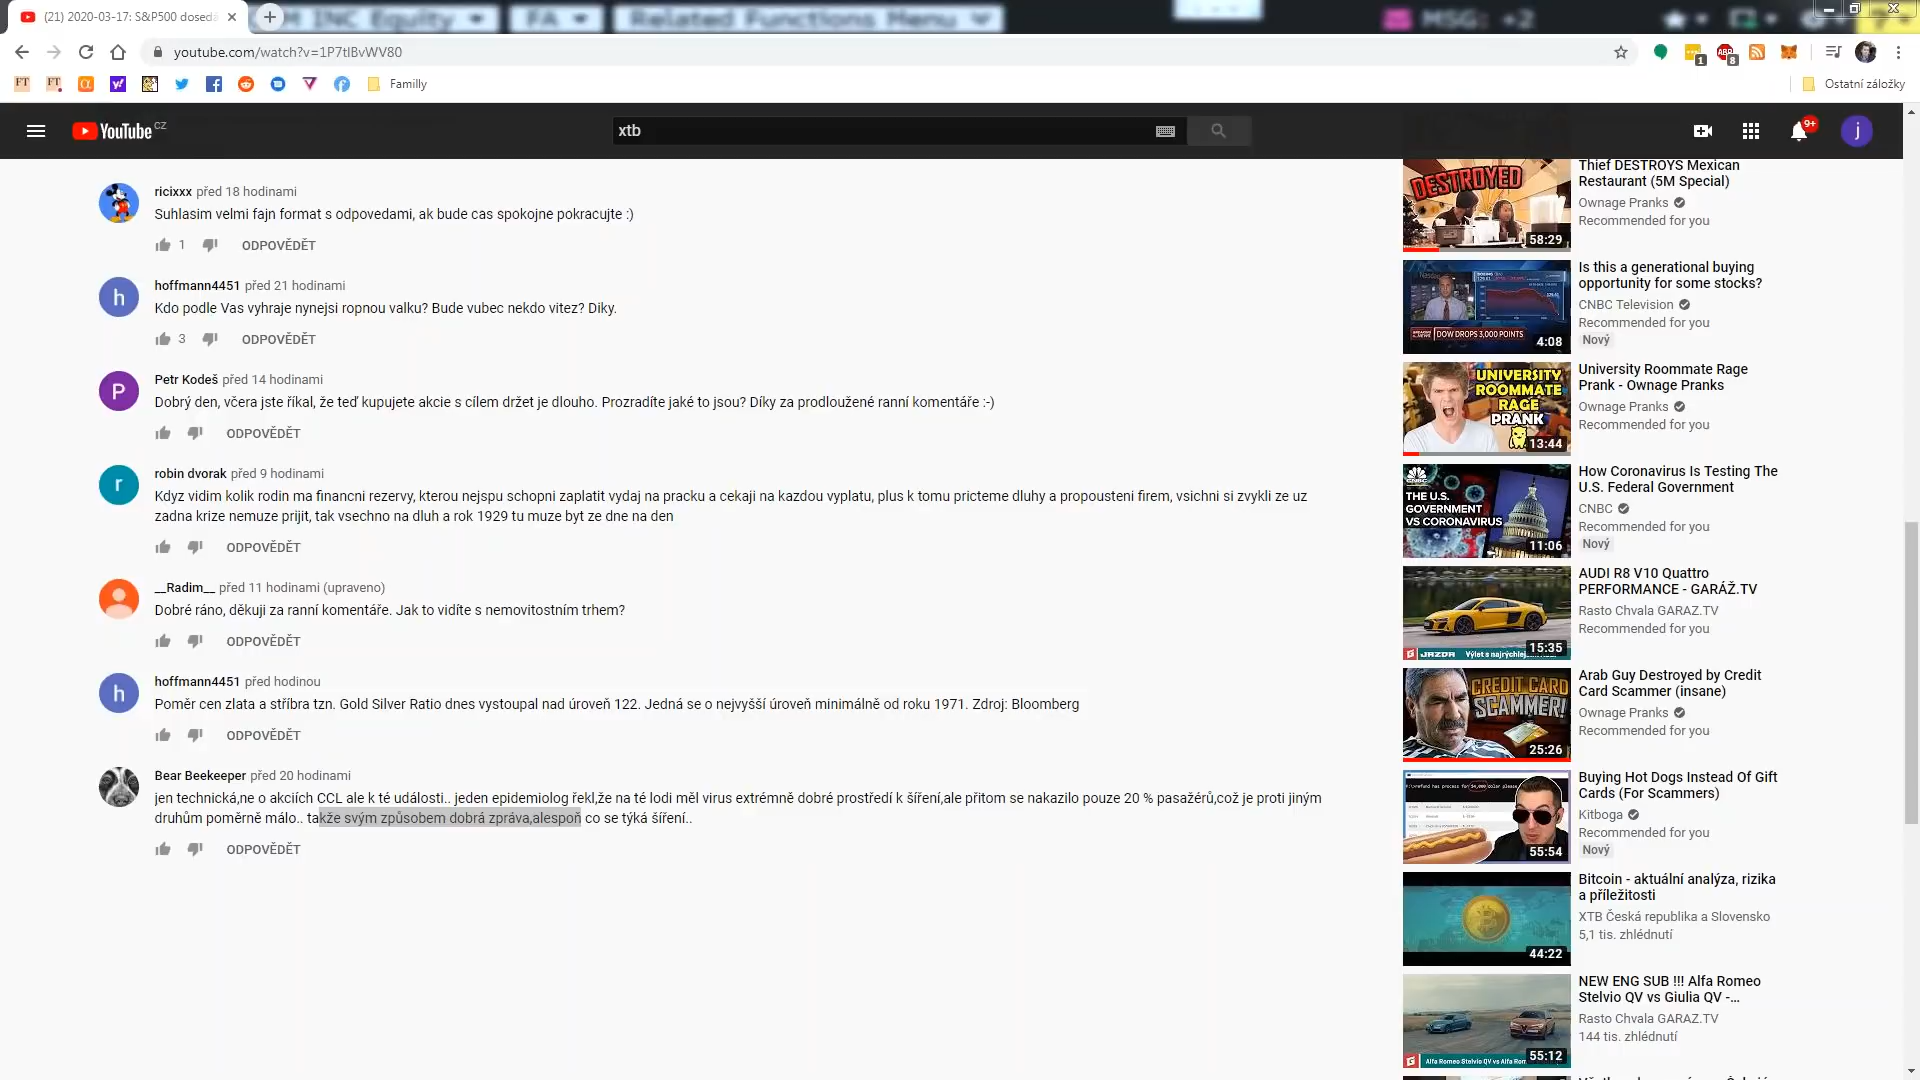 (21) 2020-03-17: S&P500 dosedá
M INC Equity
FA
Related Functions Menu
MSG: +2
youtube.com/watch?v=1P7tlBvWV80
1
8
Familly
Ostatní záložky
YouTube CZ
xtb
9+
j
ricixxx před 18 hodinami
Suhlasim velmi fajn format s odpovedami, ak bude cas spokojne pokracujte :)
1 ODPOVĚDĚT
h
hoffmann4451 před 21 hodinami
Kdo podle Vas vyhraje nynejsi ropnou valku? Bude vubec nekdo vitez? Diky.
3 ODPOVĚDĚT
P
Petr Kodeš před 14 hodinami
Dobrý den, včera jste říkal, že teď kupujete akcie s cílem držet je dlouho. Prozradíte jaké to jsou? Díky za prodloužené ranní komentáře :-)
ODPOVĚDĚT
r
robin dvorak před 9 hodinami
Kdyz vidim kolik rodin ma financni rezervy, kterou nejspu schopni zaplatit vydaj na pracku a cekaji na kazdou vyplatu, plus k tomu pricteme dluhy a propousteni firem, vsichni si zvykli ze uz
zadna krize nemuze prijit, tak vsechno na dluh a rok 1929 tu muze byt ze dne na den
ODPOVĚDĚT
__Radim__ před 11 hodinami (upraveno)
Dobré ráno, děkuji za ranní komentáře. Jak to vidíte s nemovitostním trhem?
ODPOVĚDĚT
h
hoffmann4451 před hodinou
Poměr cen zlata a stříbra tzn. Gold Silver Ratio dnes vystoupal nad úroveň 122. Jedná se o nejvyšší úroveň minimálně od roku 1971. Zdroj: Bloomberg
ODPOVĚDĚT
Bear Beekeeper před 20 hodinami
jen technická,ne o akciích CCL ale k té události.. jeden epidemiolog řekl,že na té lodi měl virus extrémně dobré prostředí k šíření,ale přitom se nakazilo pouze 20 % pasažérů,což je proti jiným
druhům poměrně málo.. takže svým způsobem dobrá zpráva,alespoň co se týká šíření..
ODPOVĚDĚT
DESTROYED
58:29
Thief DESTROYS Mexican
Restaurant (5M Special)
Ownage Pranks
Recommended for you
DOW DROPS 3,000 POINTS
4:08
Is this a generational buying
opportunity for some stocks?
CNBC Television
Recommended for you
Nový
UNIVERSITY
ROOMMATE
RAGE
PRANK
13:44
University Roommate Rage
Prank - Ownage Pranks
Ownage Pranks
Recommended for you
CNBC
THE U.S.
GOVERNMENT
VS CORONAVIRUS
11:06
How Coronavirus Is Testing The
U.S. Federal Government
CNBC
Recommended for you
Nový
JAZDA
15:35
AUDI R8 V10 Quattro
PERFORMANCE - GARÁŽ.TV
Rasto Chvala GARAZ.TV
Recommended for you
CREDIT CARD
SCAMMER!
25:26
Arab Guy Destroyed by Credit
Card Scammer (insane)
Ownage Pranks
Recommended for you
55:54
Buying Hot Dogs Instead Of Gift
Cards (For Scammers)
Kitboga
Recommended for you
Nový
44:22
Bitcoin - aktuální analýza, rizika
a příležitosti
XTB Česká republika a Slovensko
5,1 tis. zhlédnutí
55:12
NEW ENG SUB !!! Alfa Romeo
Stelvio QV vs Giulia QV -...
Rasto Chvala GARAZ.TV
144 tis. zhlédnutí